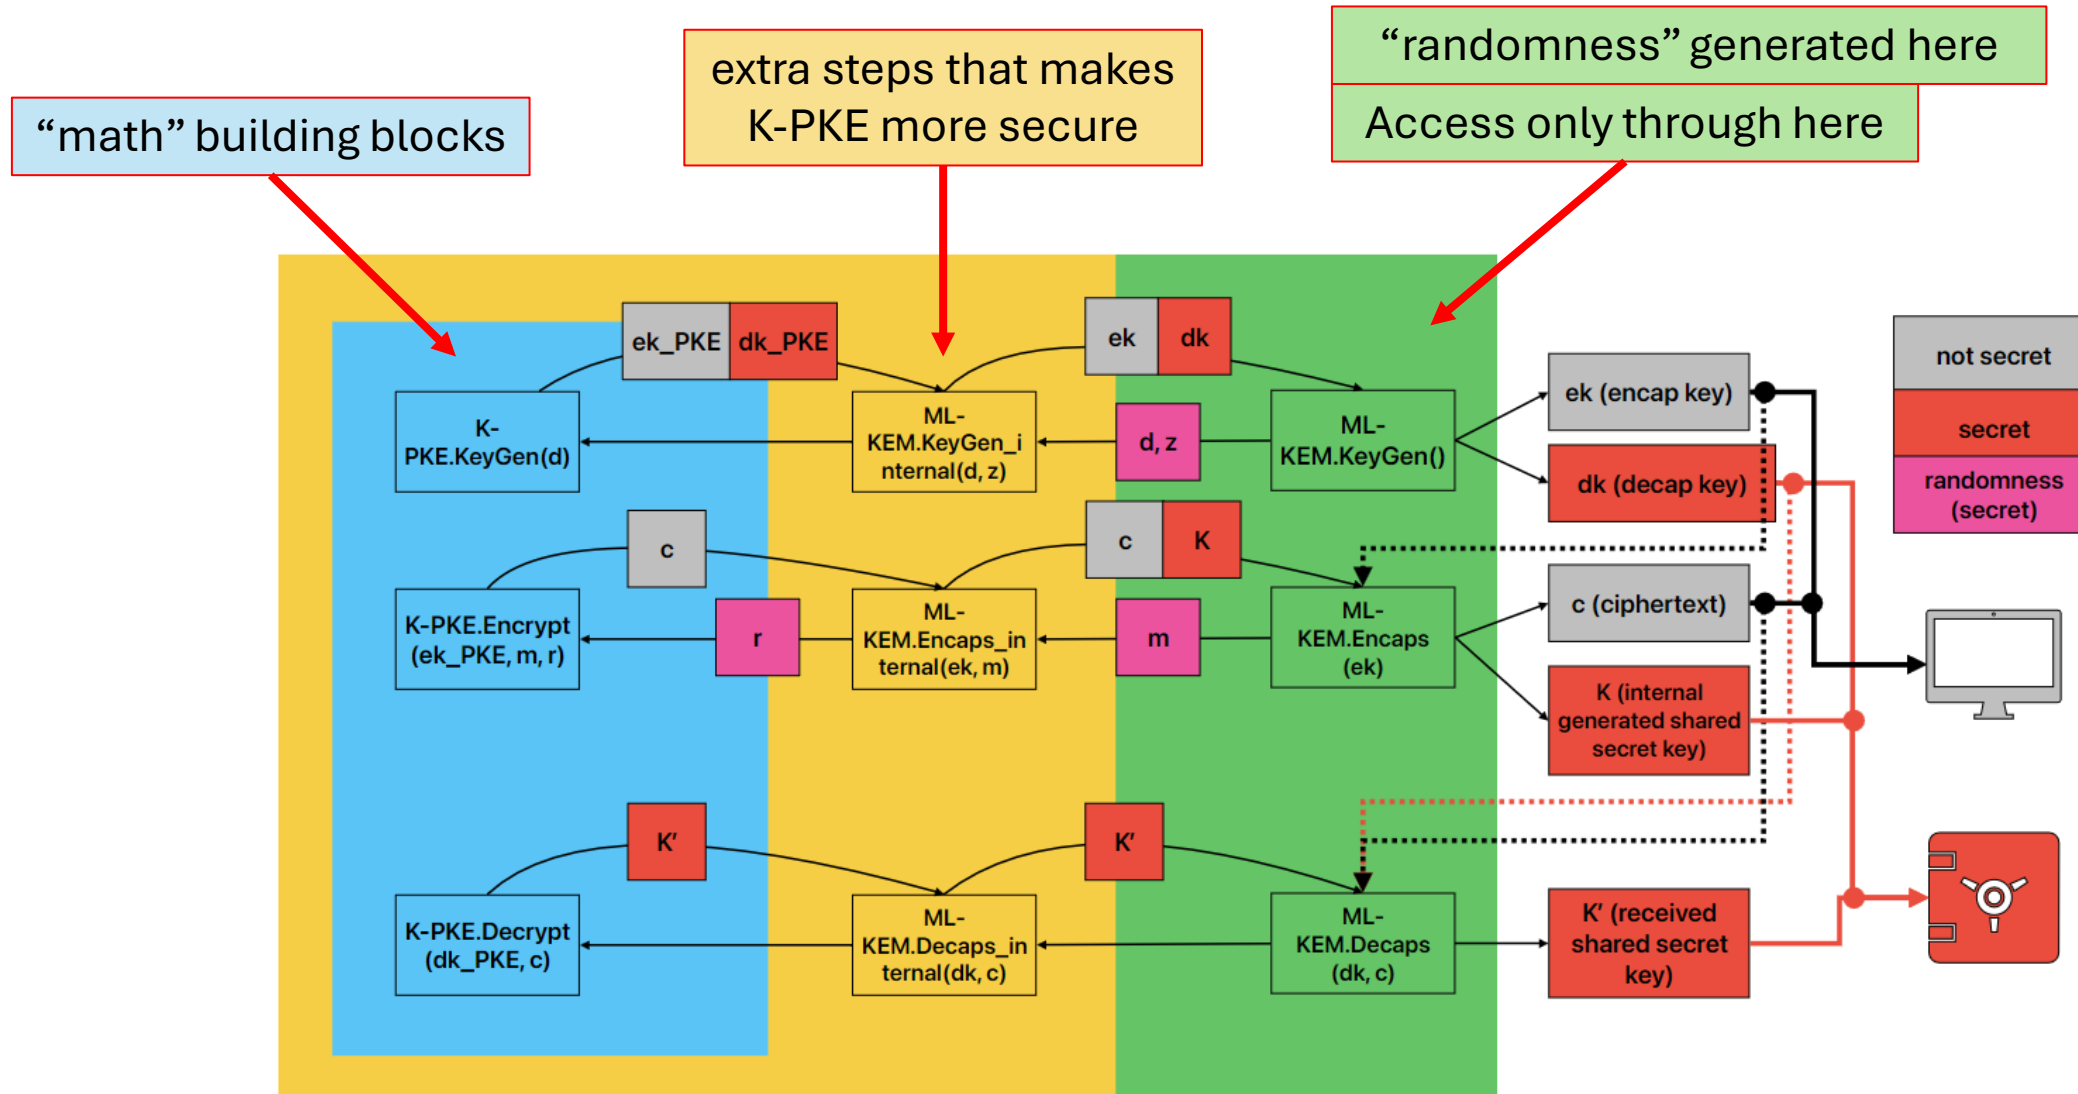 “randomness” generated here
extra steps that makes
K-PKE more secure
“math” building blocks
Access only through here
ek_PKE
dk_PKE
ek
dk
not secret
secret
randomness
(secret)
K-
PKE.KeyGen(d)
ML-
KEM.KeyGen_i
nternal(d, z)
d, z
ML-
KEM.KeyGen()
ek (encap key)
dk (decap key)
c
c
K
K-PKE.Encrypt
(ek_PKE, m, r)
r
ML-
KEM.Encaps_in
ternal(ek, m)
m
ML-
KEM.Encaps
(ek)
c (ciphertext)
K (internal
generated shared
secret key)
K’
K’
K-PKE.Decrypt
(dk_PKE, c)
ML-
KEM.Decaps_in
ternal(dk, c)
ML-
KEM.Decaps
(dk, c)
K’ (received
shared secret
key)